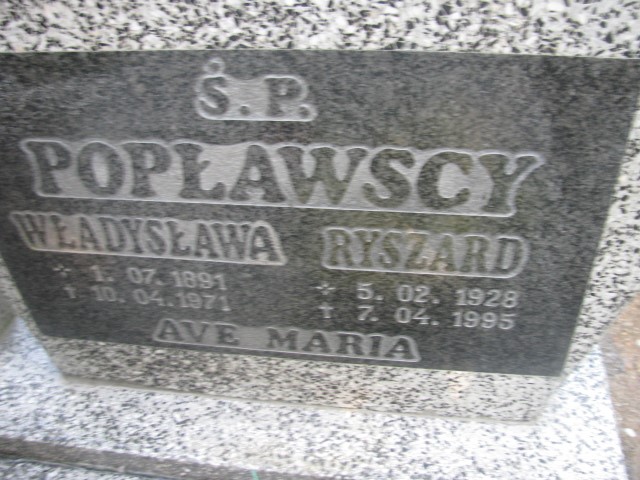 Ś.P.
POPŁAWSCY
WŁADYSŁAWA RYSZARD
+ 1. 07. 1891 + 5. 02. 1928
† 10. 04. 1971 † 7. 04. 1995
AVE MARIA